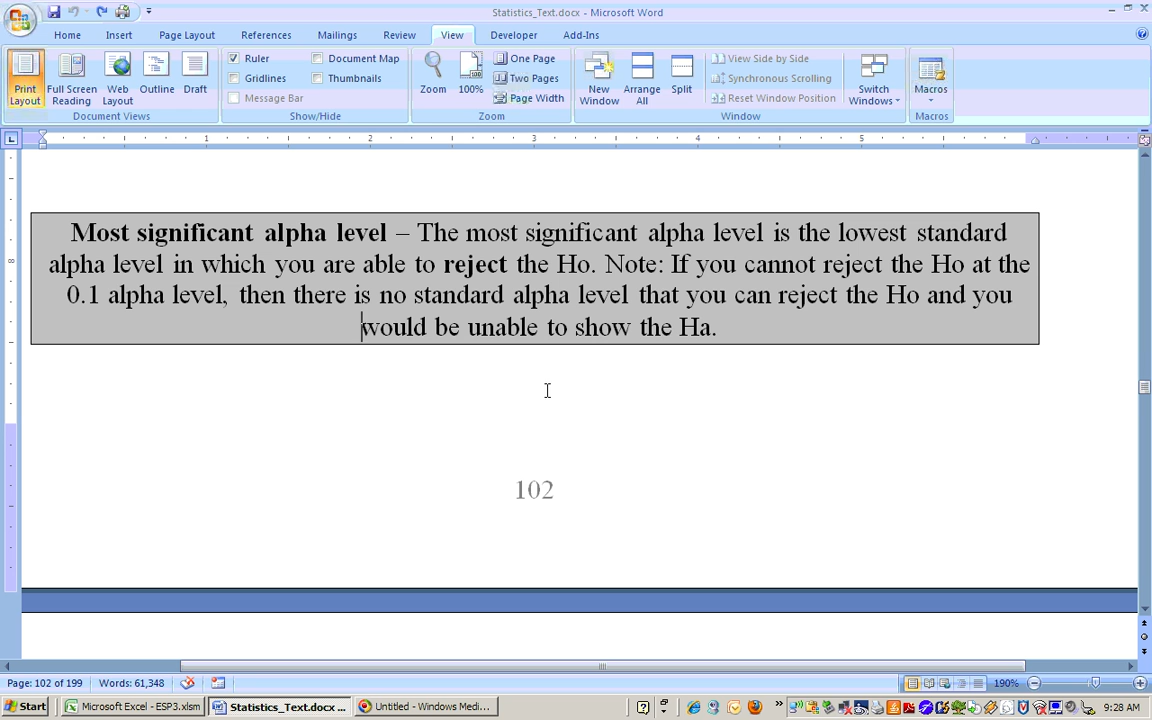 Statistics_Text.docx - Microsoft Word
Home Insert Page Layout References Mailings Review View Developer Add-Ins
Print Layout
Full Screen Reading
Web Layout
Outline
Draft
Document Views
Ruler
Gridlines
Message Bar
Document Map
Thumbnails
Show/Hide
Zoom
100%
One Page
Two Pages
Page Width
Zoom
New Window
Arrange All
Split
View Side by Side
Synchronous Scrolling
Reset Window Position
Switch Windows
Window
Macros
Macros
1 2 3 4 5
Most significant alpha level – The most significant alpha level is the lowest standard
alpha level in which you are able to reject the Ho. Note: If you cannot reject the Ho at the
0.1 alpha level, then there is no standard alpha level that you can reject the Ho and you
would be unable to show the Ha.
102
Page: 102 of 199 Words: 61,348 190%
Start Microsoft Excel - ESP3.xlsm Statistics_Text.docx ... Untitled - Windows Medi... 9:28 AM